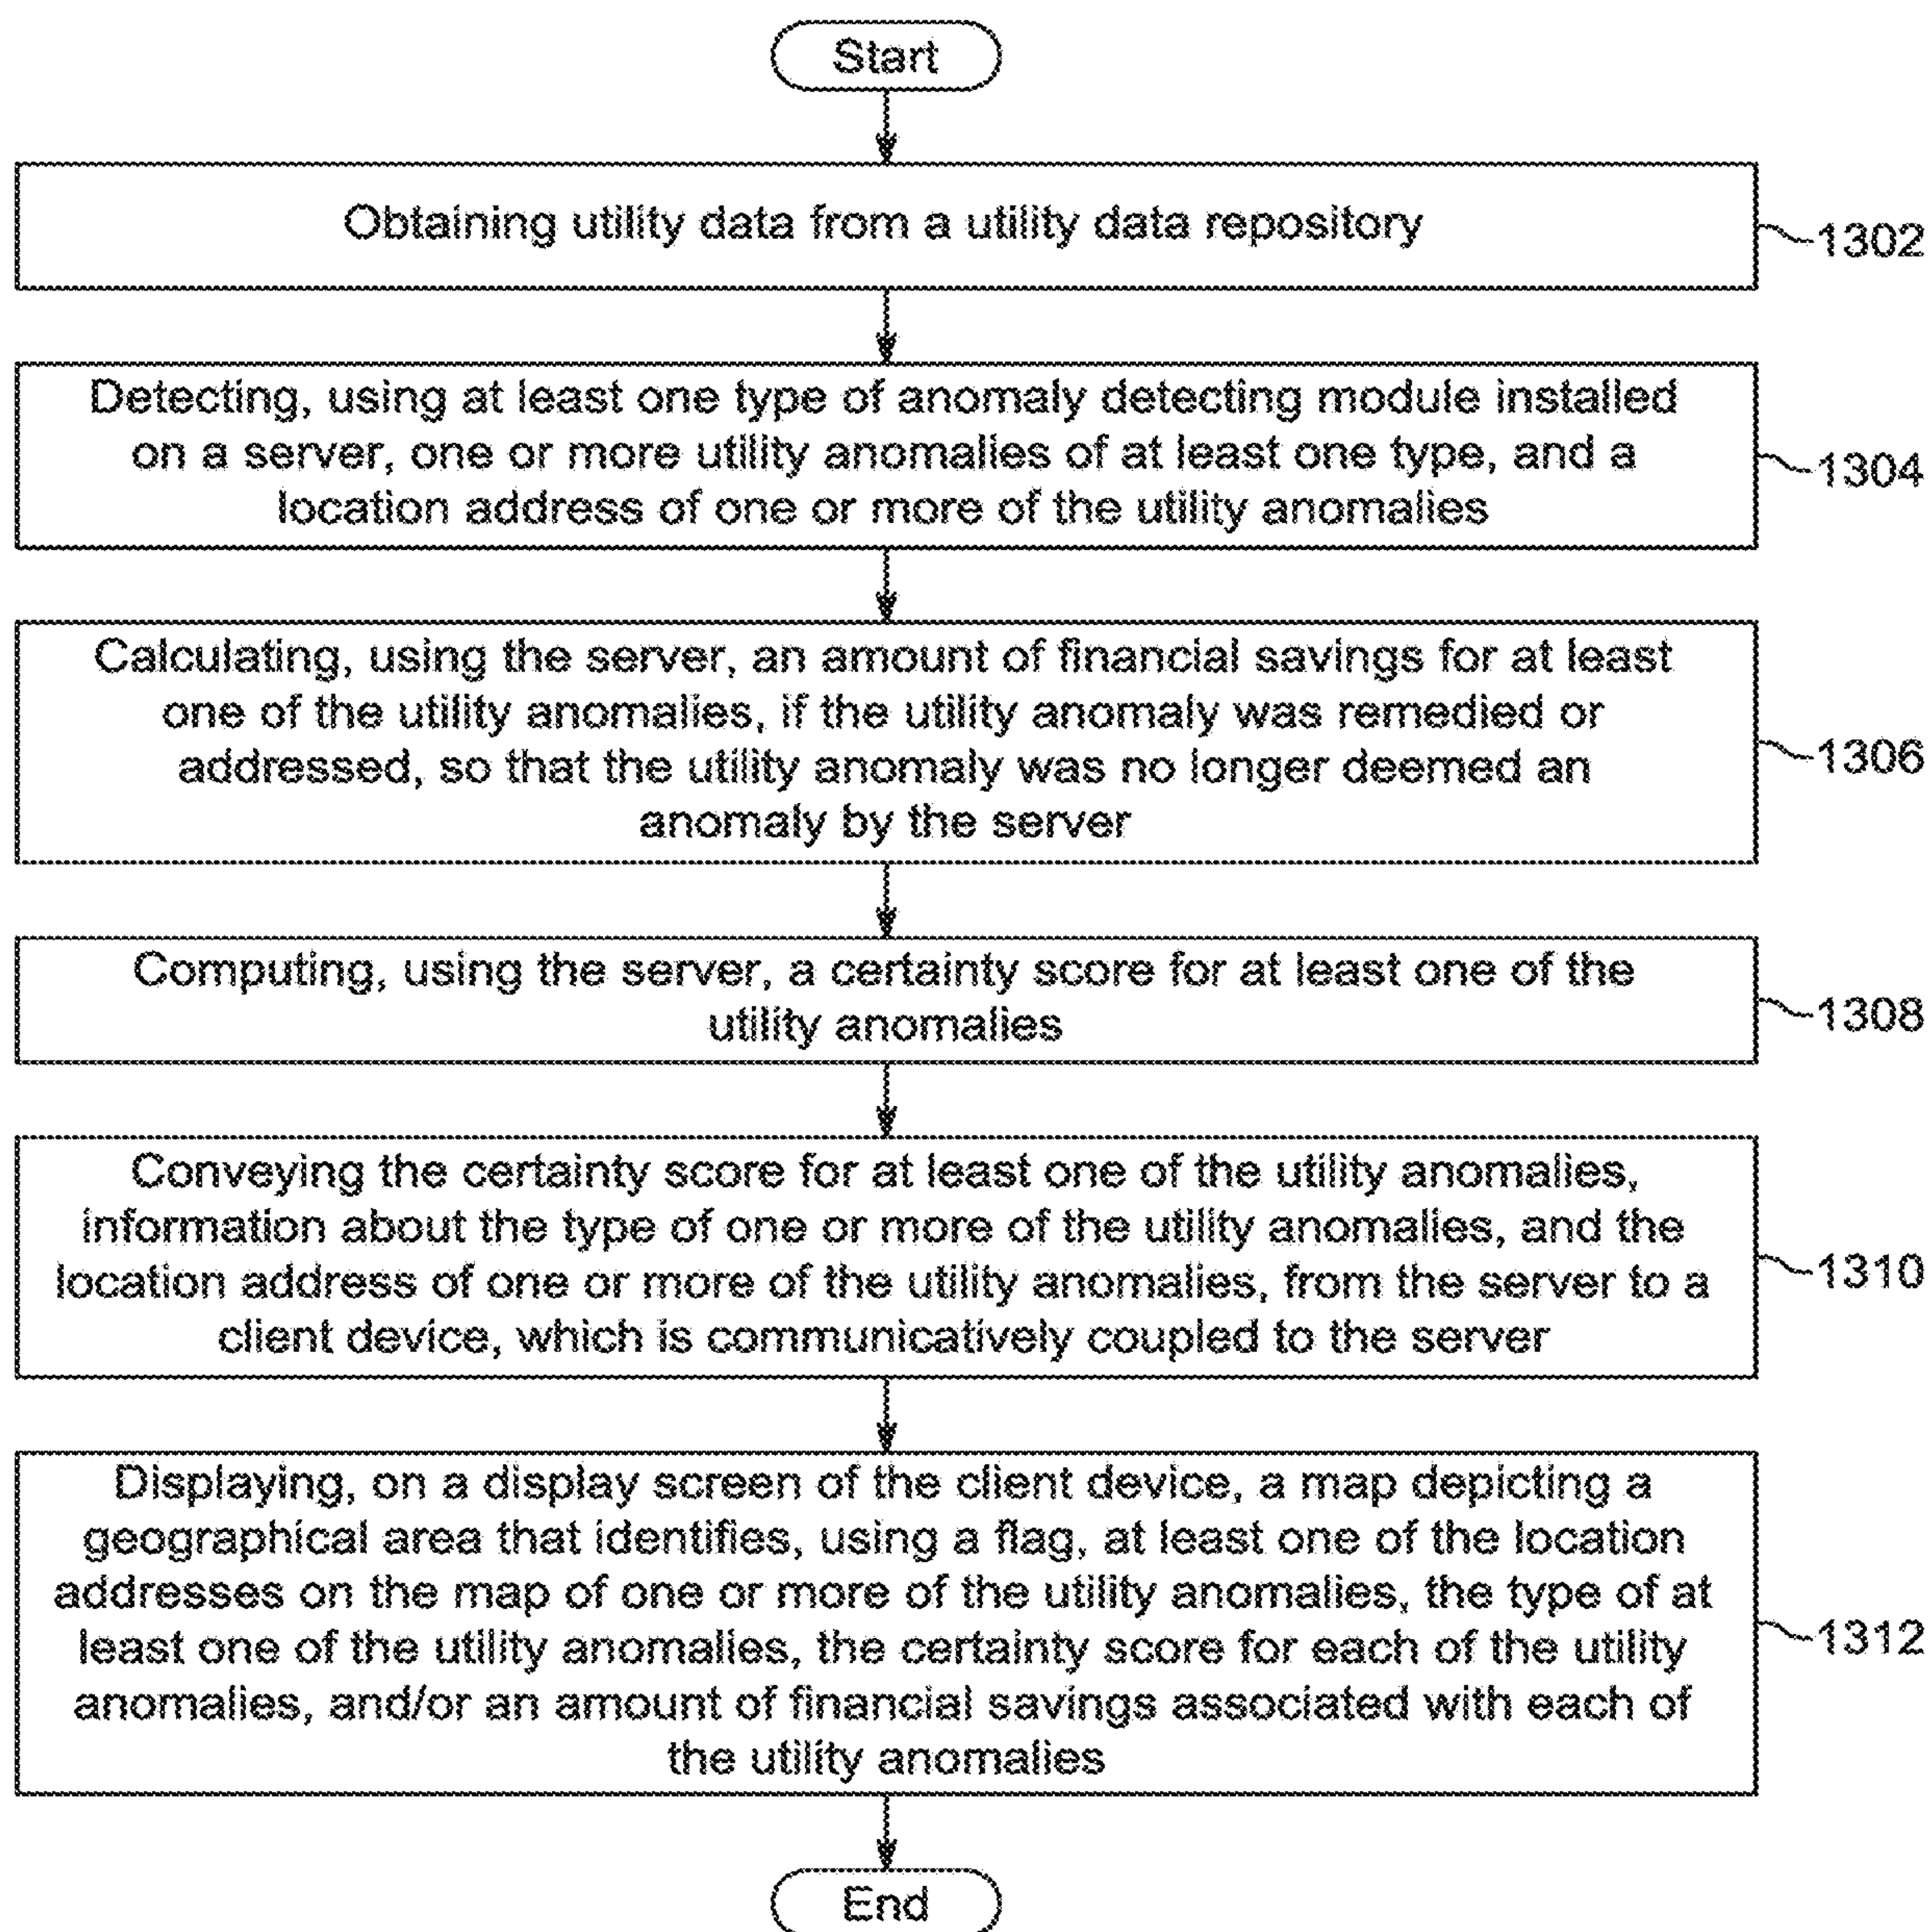 Start
Obtaining utility data from a utility data repository
1302
Detecting, using at least one type of anomaly detecting module installed
on a server, one or more utility anomalies of at least one type, and a
location address of one or more of the utility anomalies
1304
Calculating, using the server, an amount of financial savings for at least
one of the utility anomalies, if the utility anomaly was remedied or
addressed, so that the utility anomaly was no longer deemed an
anomaly by the server
1306
Computing, using the server, a certainty score for at least one of the
utility anomalies
1308
Conveying the certainty score for at least one of the utility anomalies,
information about the type of one or more of the utility anomalies, and the
location address of one or more of the utility anomalies, from the server to a
client device, which is communicatively coupled to the server
1310
Displaying, on a display screen of the client device, a map depicting a
geographical area that identifies, using a flag, at least one of the location
addresses on the map of one or more of the utility anomalies, the type of at
least one of the utility anomalies, the certainty score for each of the utility
anomalies, and/or an amount of financial savings associated with each of
the utility anomalies
1312
End